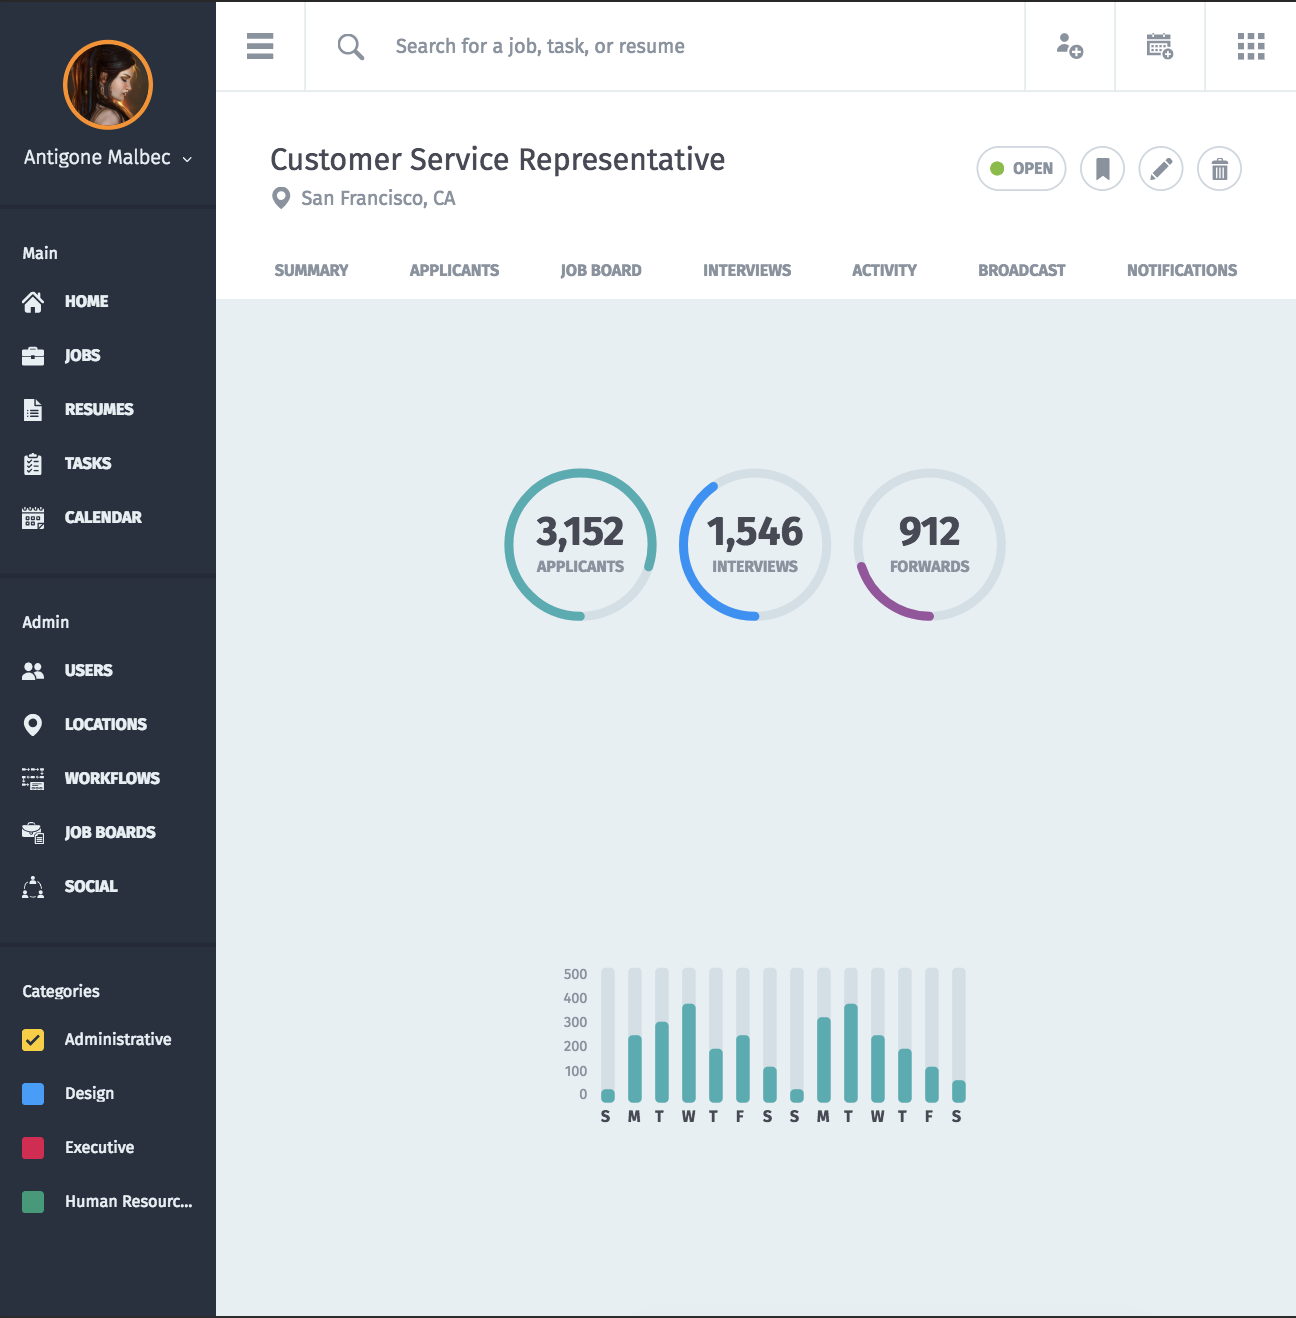 Antigone Malbec
Main
HOME
JOBS
RESUMES
TASKS
CALENDAR
Admin
USERS
LOCATIONS
WORKFLOWS
JOB BOARDS
SOCIAL
Categories
Administrative
Design
Executive
Human Resourc...
Search for a job, task, or resume
Customer Service Representative
OPEN
San Francisco, CA
SUMMARY APPLICANTS JOB BOARD INTERVIEWS ACTIVITY BROADCAST NOTIFICATIONS
3,152
APPLICANTS
1,546
INTERVIEWS
912
FORWARDS
500
400
300
200
100
0
S M T W T F S S M T W T F S